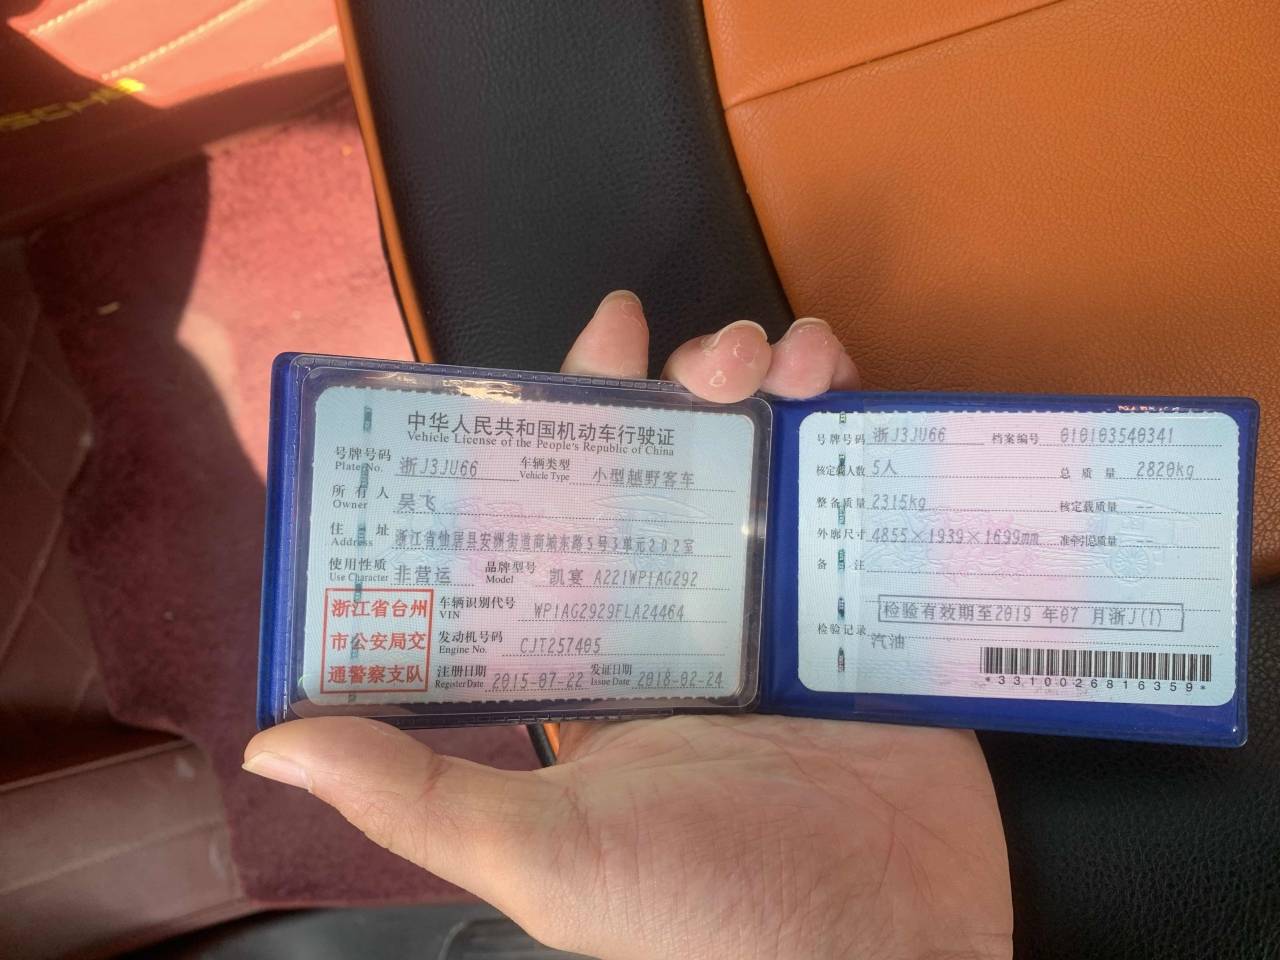 中华人民共和国机动车行驶证
Vehicle License of the People's Republic of China
号牌号码 浙J3JU66 车辆类型 小型越野客车
Plate No. Vehicle Type
所有人 吴飞
Owner
住址 浙江省仙居县安洲街道商城东路5号3单元202室
Address
使用性质 非营运 品牌型号 凯宴 A221WP1AG292
Use Character Model
浙江省台州
市公安局交
通警察支队
车辆识别代号 WP1AG2929FLA24464
VIN
发动机号码 CJT257405
Engine No.
注册日期 2015-07-22 发证日期 2018-02-24
Register Date Issue Date
号牌号码 浙J3JU66 档案编号 010103540341
核定载人数 5人 总质量 2820kg
整备质量 2315kg 核定载质量 --
外廓尺寸 4855×1939×1699mm 准牵引总质量 --
备注
检验有效期至2019 年07 月浙J(1)
检验记录
汽油
*3310026816359*